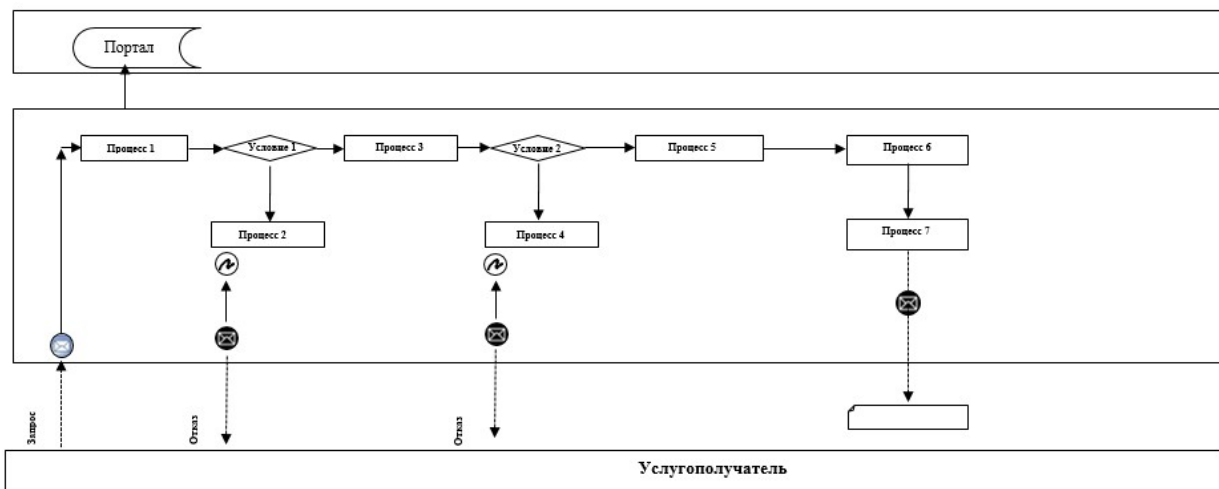 Портал
Процесс 1
Условие 1
Процесс 3
Условие 2
Процесс 5
Процесс 6
Процесс 2
Процесс 4
Процесс 7
Запрос
Отказ
Отказ
Услугополучатель